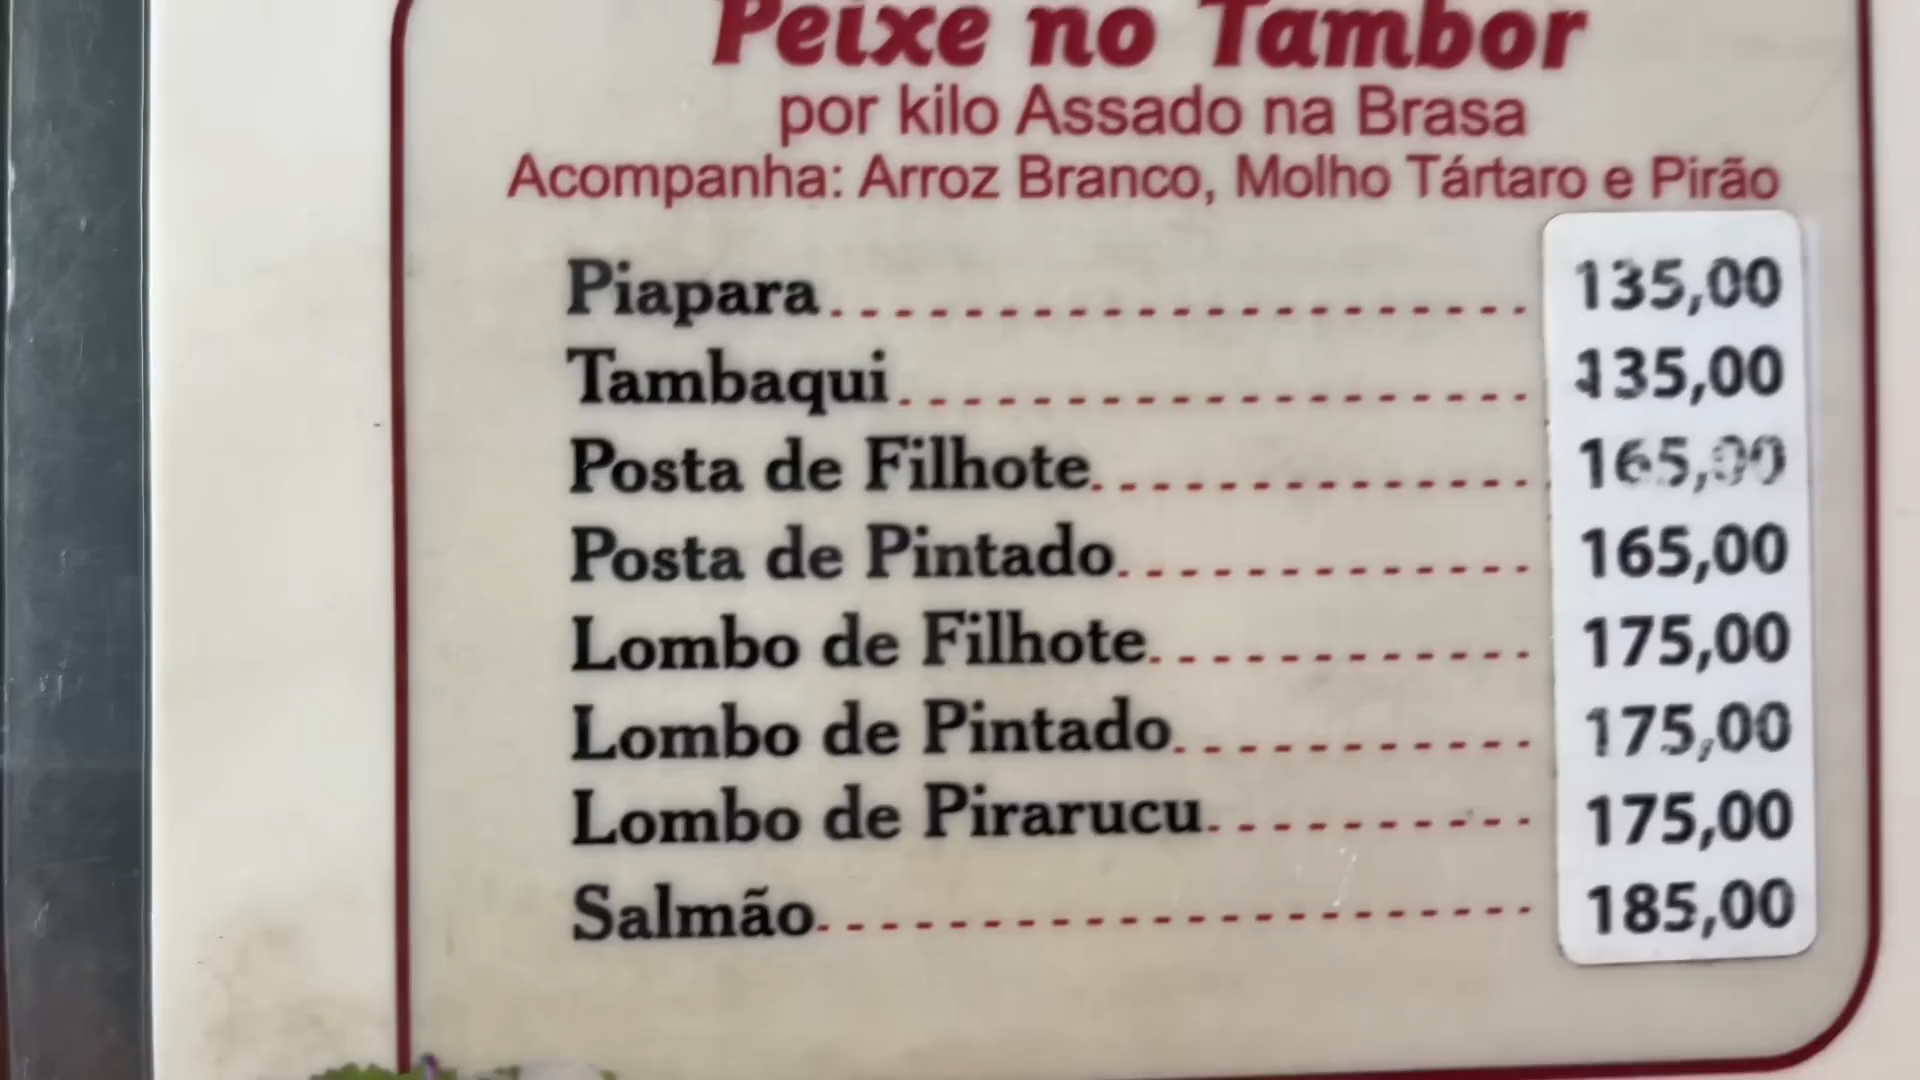 Peixe no Tambor
por kilo Assado na Brasa
Acompanha: Arroz Branco, Molho Tártaro e Pirão
Piapara 135,00
Tambaqui 135,00
Posta de Filhote 165,00
Posta de Pintado 165,00
Lombo de Filhote 175,00
Lombo de Pintado 175,00
Lombo de Pirarucu 175,00
Salmão 185,00